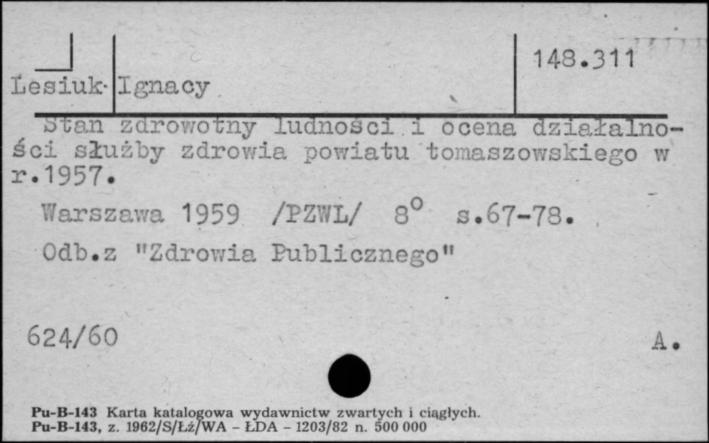 148.311
Lesiuk Ignacy
Stan zdrowotny ludności i ocena działalno-
ści służby zdrowia powiatu tomaszowskiego w
r.1957.
Warszawa 1959 /PZWL/ 8° s.67-78.
Odb.z "Zdrowia Publicznego"
624/60 A.
Pu-B-143 Karta katalogowa wydawnictw zwartych i ciągłych.
Pu-B-143, z. 1962/S/Łź/WA - ŁDA - 1203/82 n. 500 000